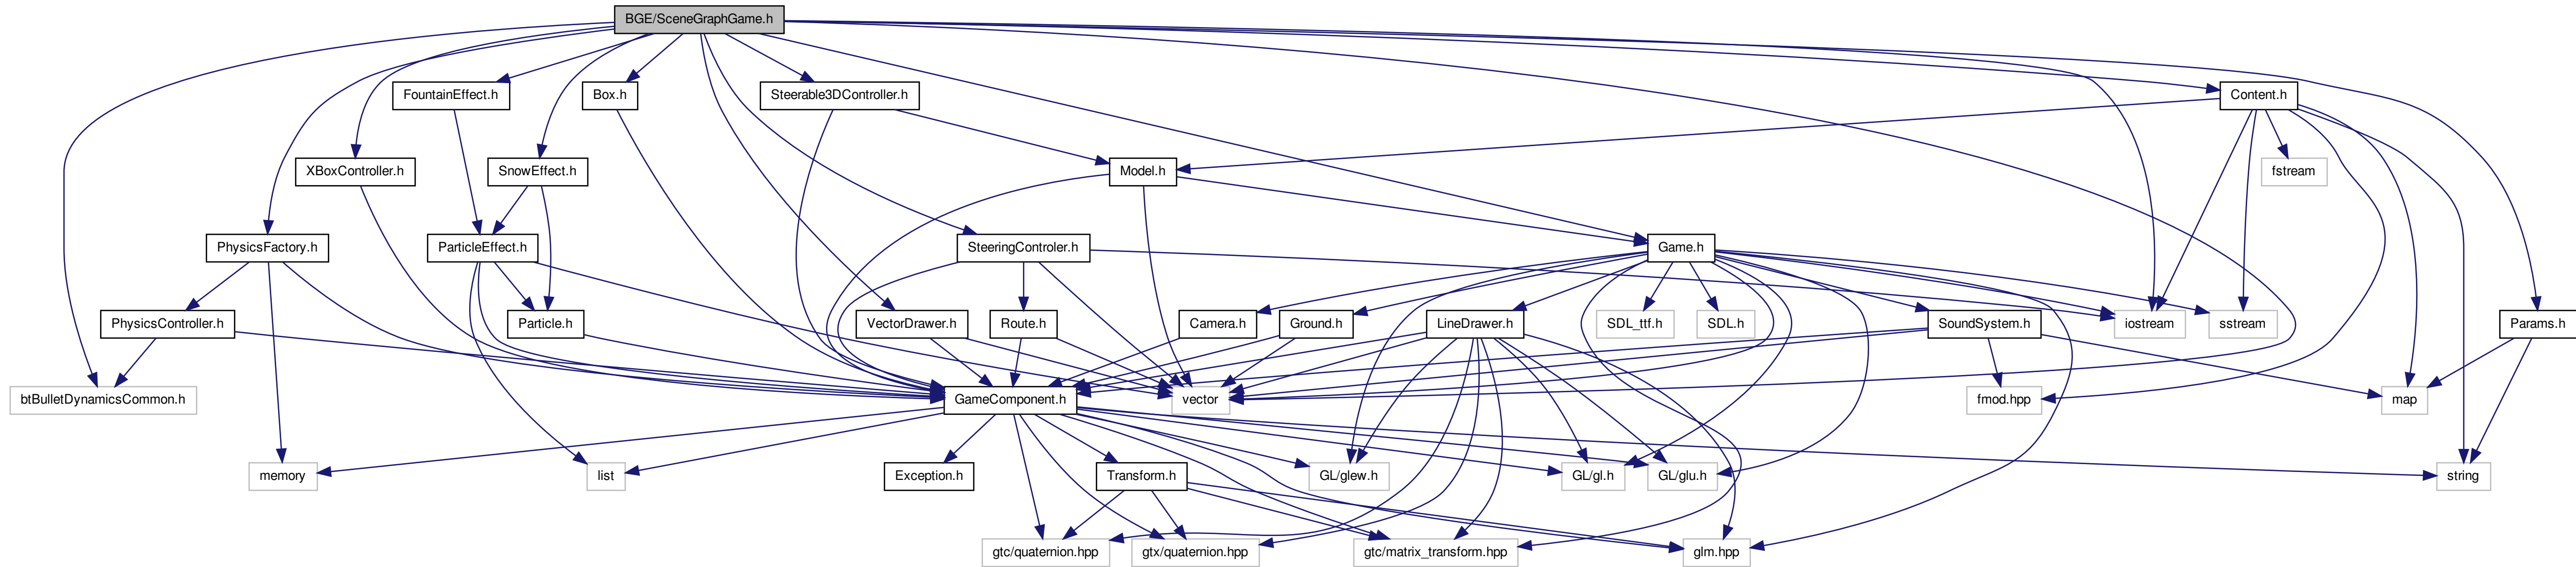 BGE/SceneGraphGame.h
FountainEffect.h
Box.h
Steerable3DController.h
Content.h
XBoxController.h
SnowEffect.h
Model.h
fstream
PhysicsFactory.h
ParticleEffect.h
SteeringControler.h
Game.h
PhysicsController.h
Particle.h
VectorDrawer.h
Route.h
Camera.h
Ground.h
LineDrawer.h
SDL_ttf.h
SDL.h
SoundSystem.h
iostream
sstream
Params.h
btBulletDynamicsCommon.h
GameComponent.h
vector
fmod.hpp
map
memory
list
Exception.h
Transform.h
GL/glew.h
GL/gl.h
GL/glu.h
string
gtc/quaternion.hpp
gtx/quaternion.hpp
gtc/matrix_transform.hpp
glm.hpp